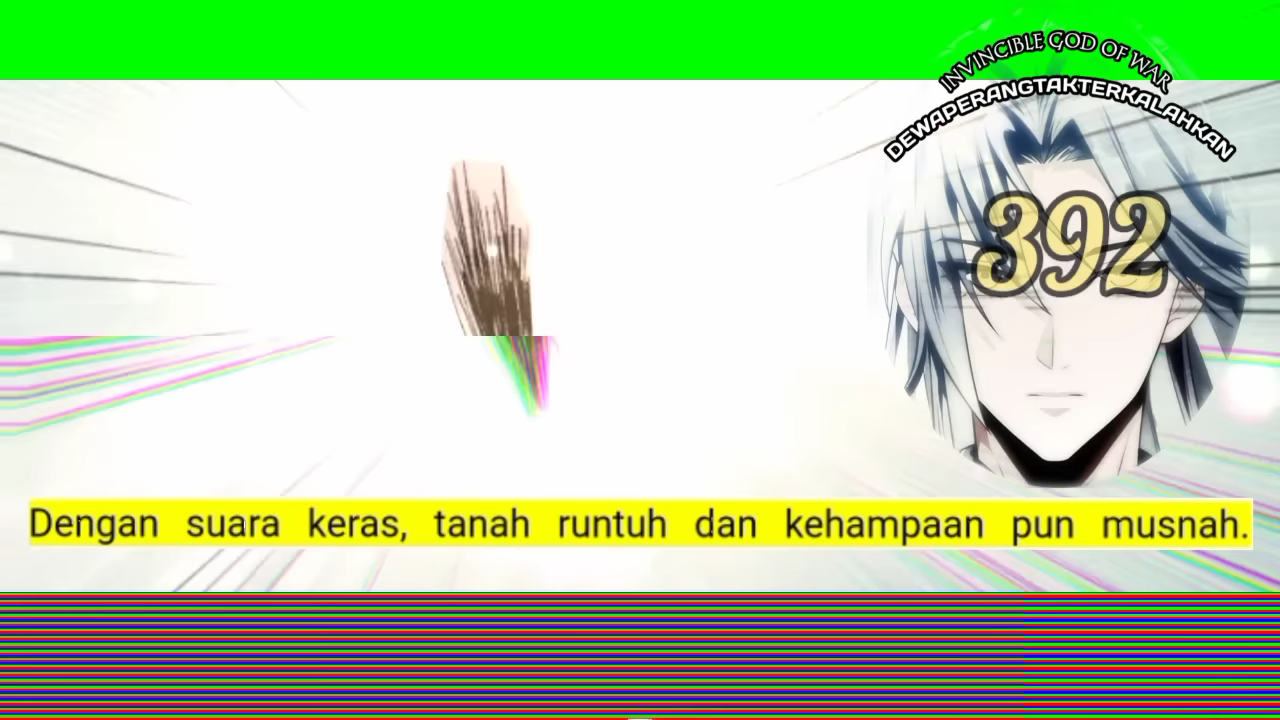 INVINCIBLE GOD OF WAR
DEWAPERANGTAKTERKALAHKAN
392
Dengan suara keras, tanah runtuh dan kehampaan pun musnah.